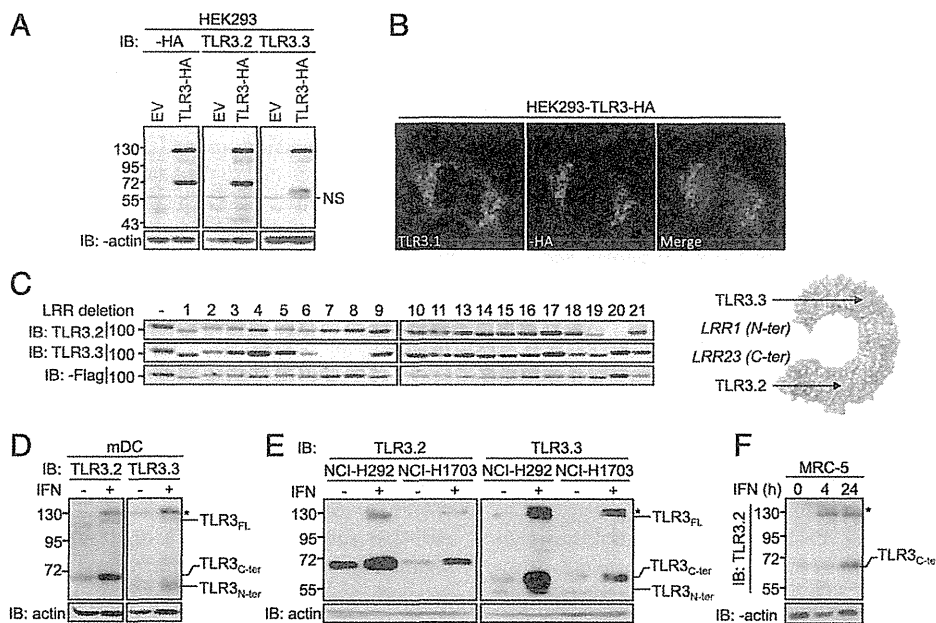 A
HEK293
IB: -HA TLR3.2 TLR3.3
EV TLR3-HA EV TLR3-HA EV TLR3-HA
130
95
72
55
43
NS
IB: -actin
B
HEK293-TLR3-HA
TLR3.1 -HA Merge
C
LRR deletion - 1 2 3 4 5 6 7 8 9 10 11 13 14 15 16 17 18 19 20 21
IB: TLR3.2 100
IB: TLR3.3 100
IB: -Flag 100
TLR3.3
LRR1 (N-ter)
LRR23 (C-ter)
TLR3.2
D
mDC
IB: TLR3.2 TLR3.3
IFN - + - +
130
95
72
*
TLR3FL
TLR3C-ter
TLR3N-ter
IB: actin
E
IB: TLR3.2 TLR3.3
NCI-H292 NCI-H1703 NCI-H292 NCI-H1703
IFN - + - + - + - +
130
95
72
55
*
TLR3FL
TLR3C-ter
TLR3N-ter
IB: actin
F
MRC-5
IFN (h) 0 4 24
IB: TLR3.2
130
95
72
55
*
TLR3C-te
IB: -actin